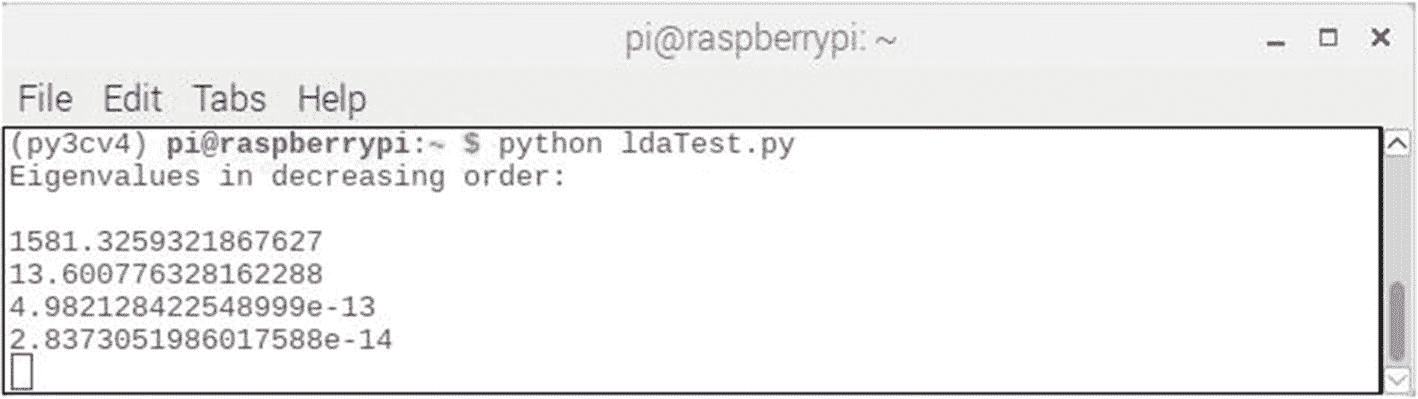 pi@raspberrypi: ~
File Edit Tabs Help
(py3cv4) pi@raspberrypi:~ $ python ldaTest.py
Eigenvalues in decreasing order:
1581.3259321867627
13.600776328162288
4.982128422548999e-13
2.8373051986017588e-14